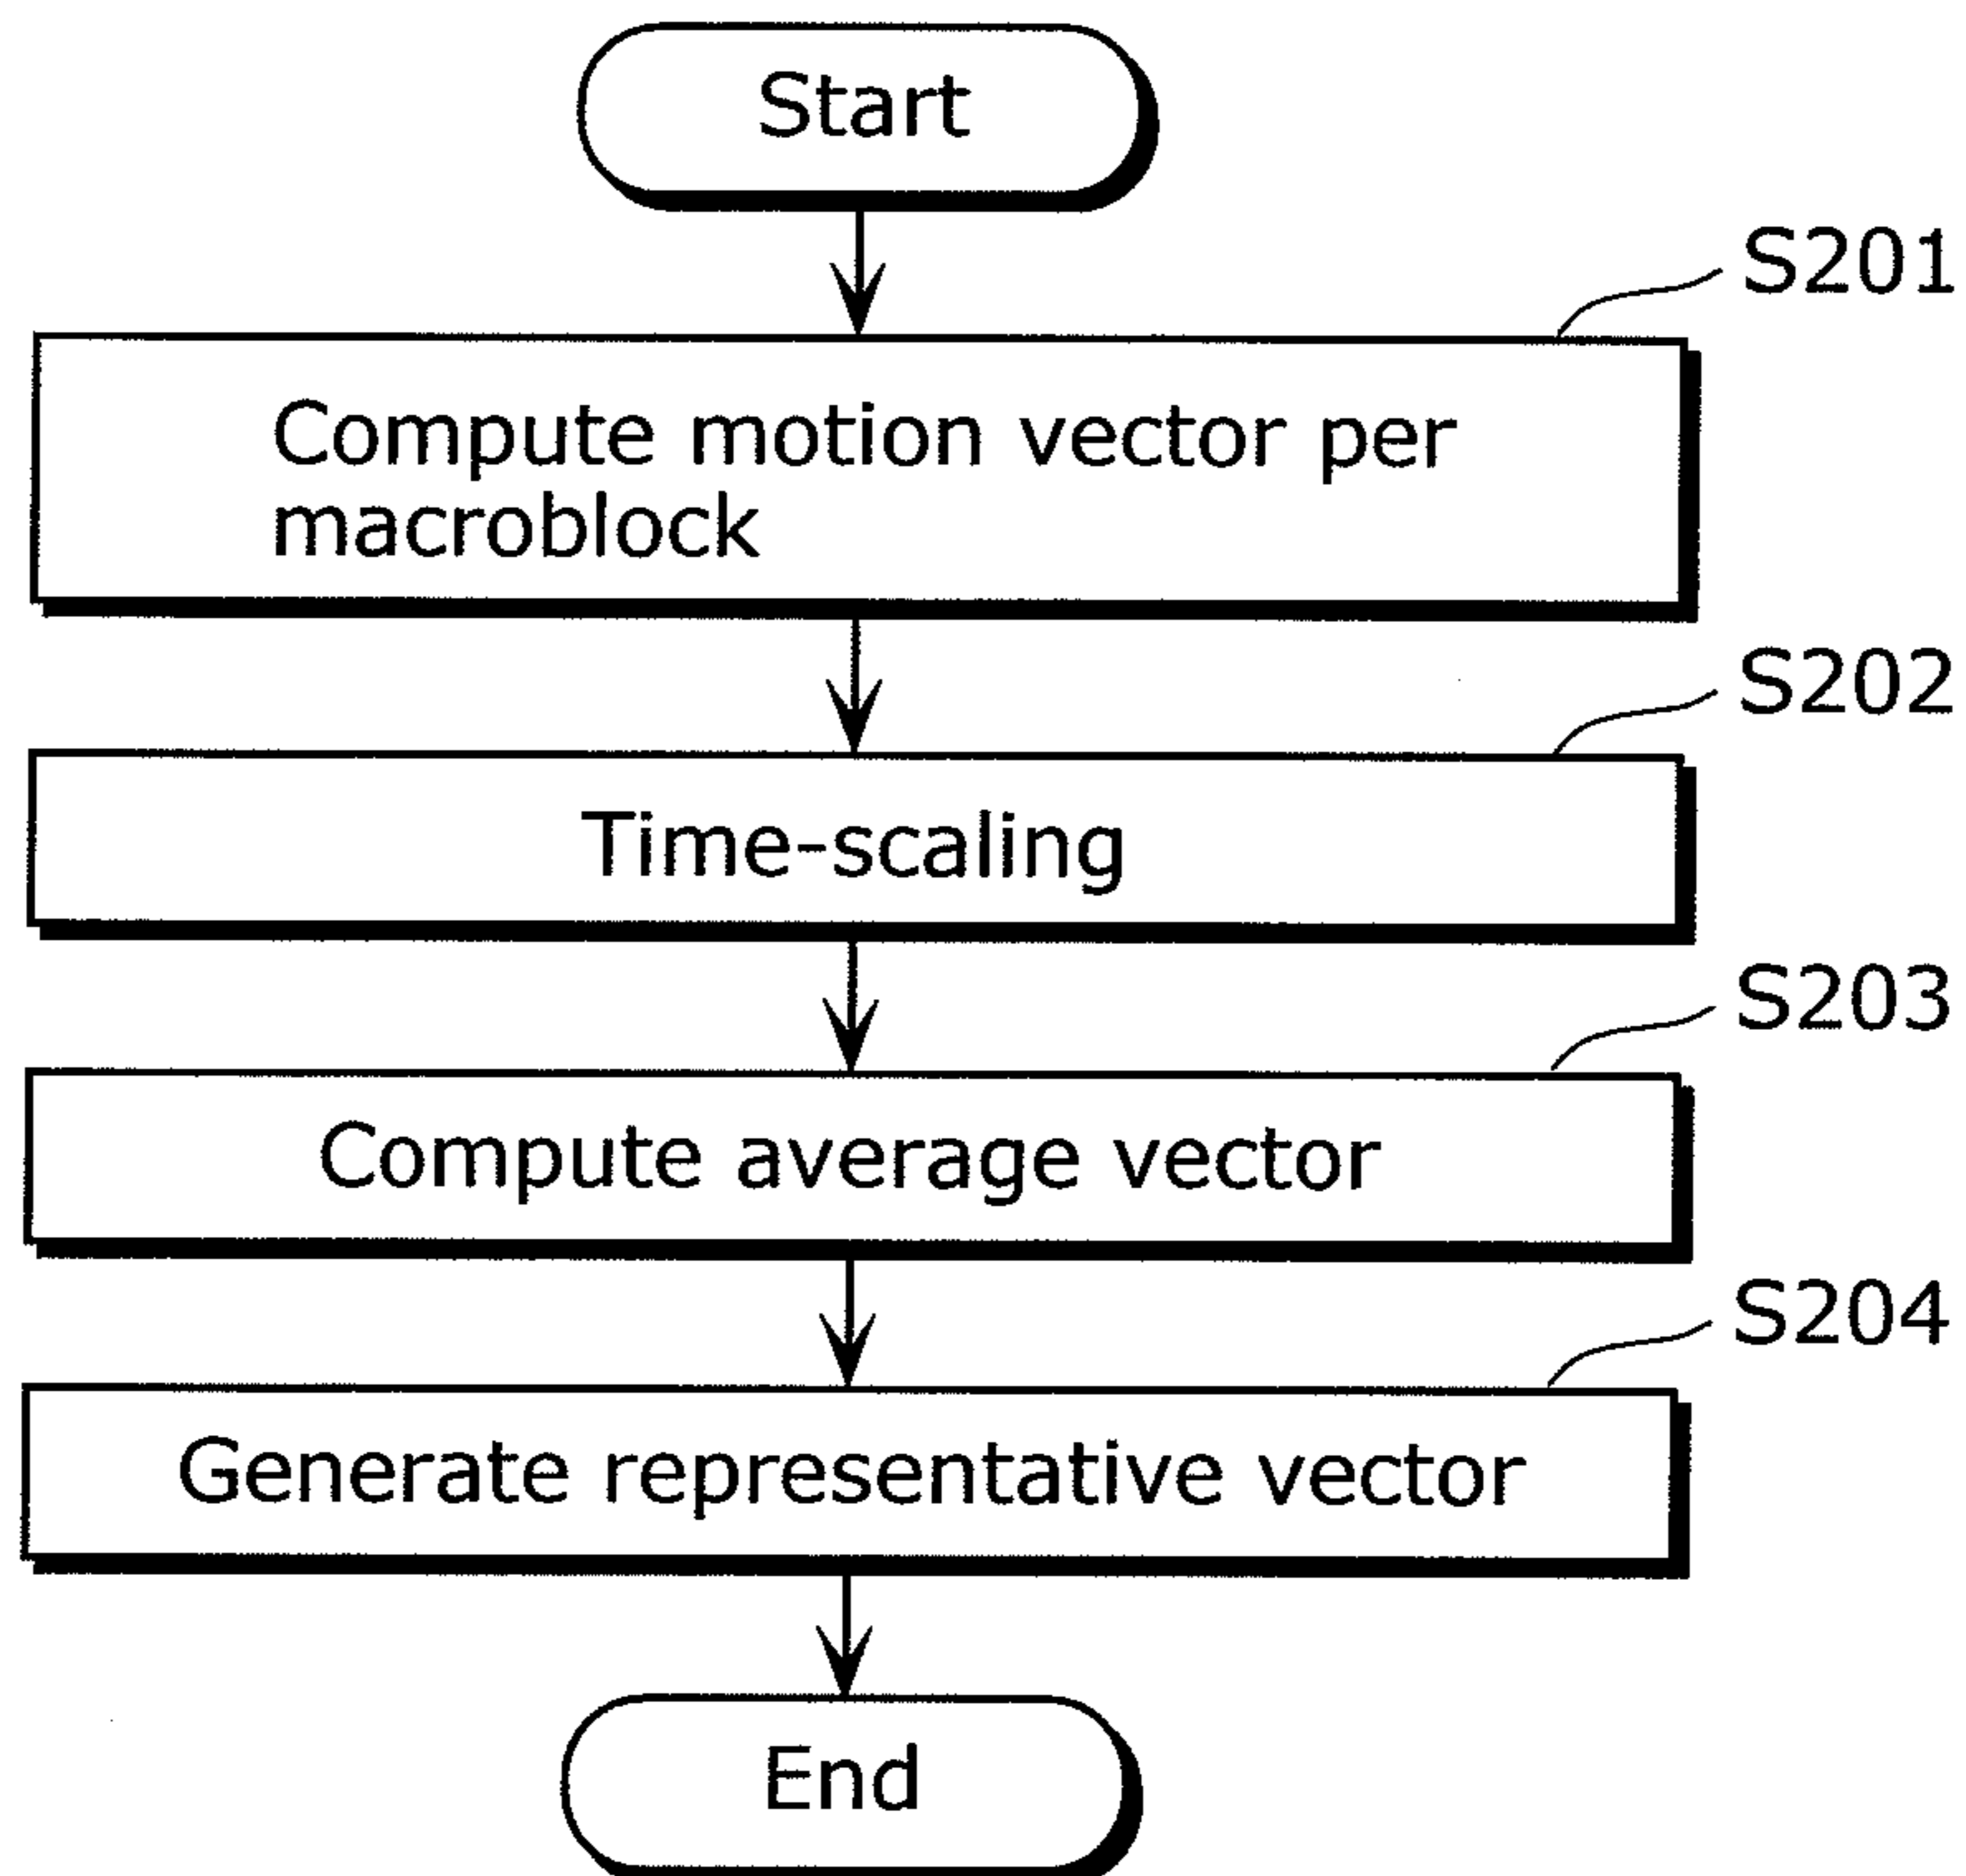 Start
S201
Compute motion vector per
macroblock
S202
Time-scaling
S203
Compute average vector
S204
Generate representative vector
End